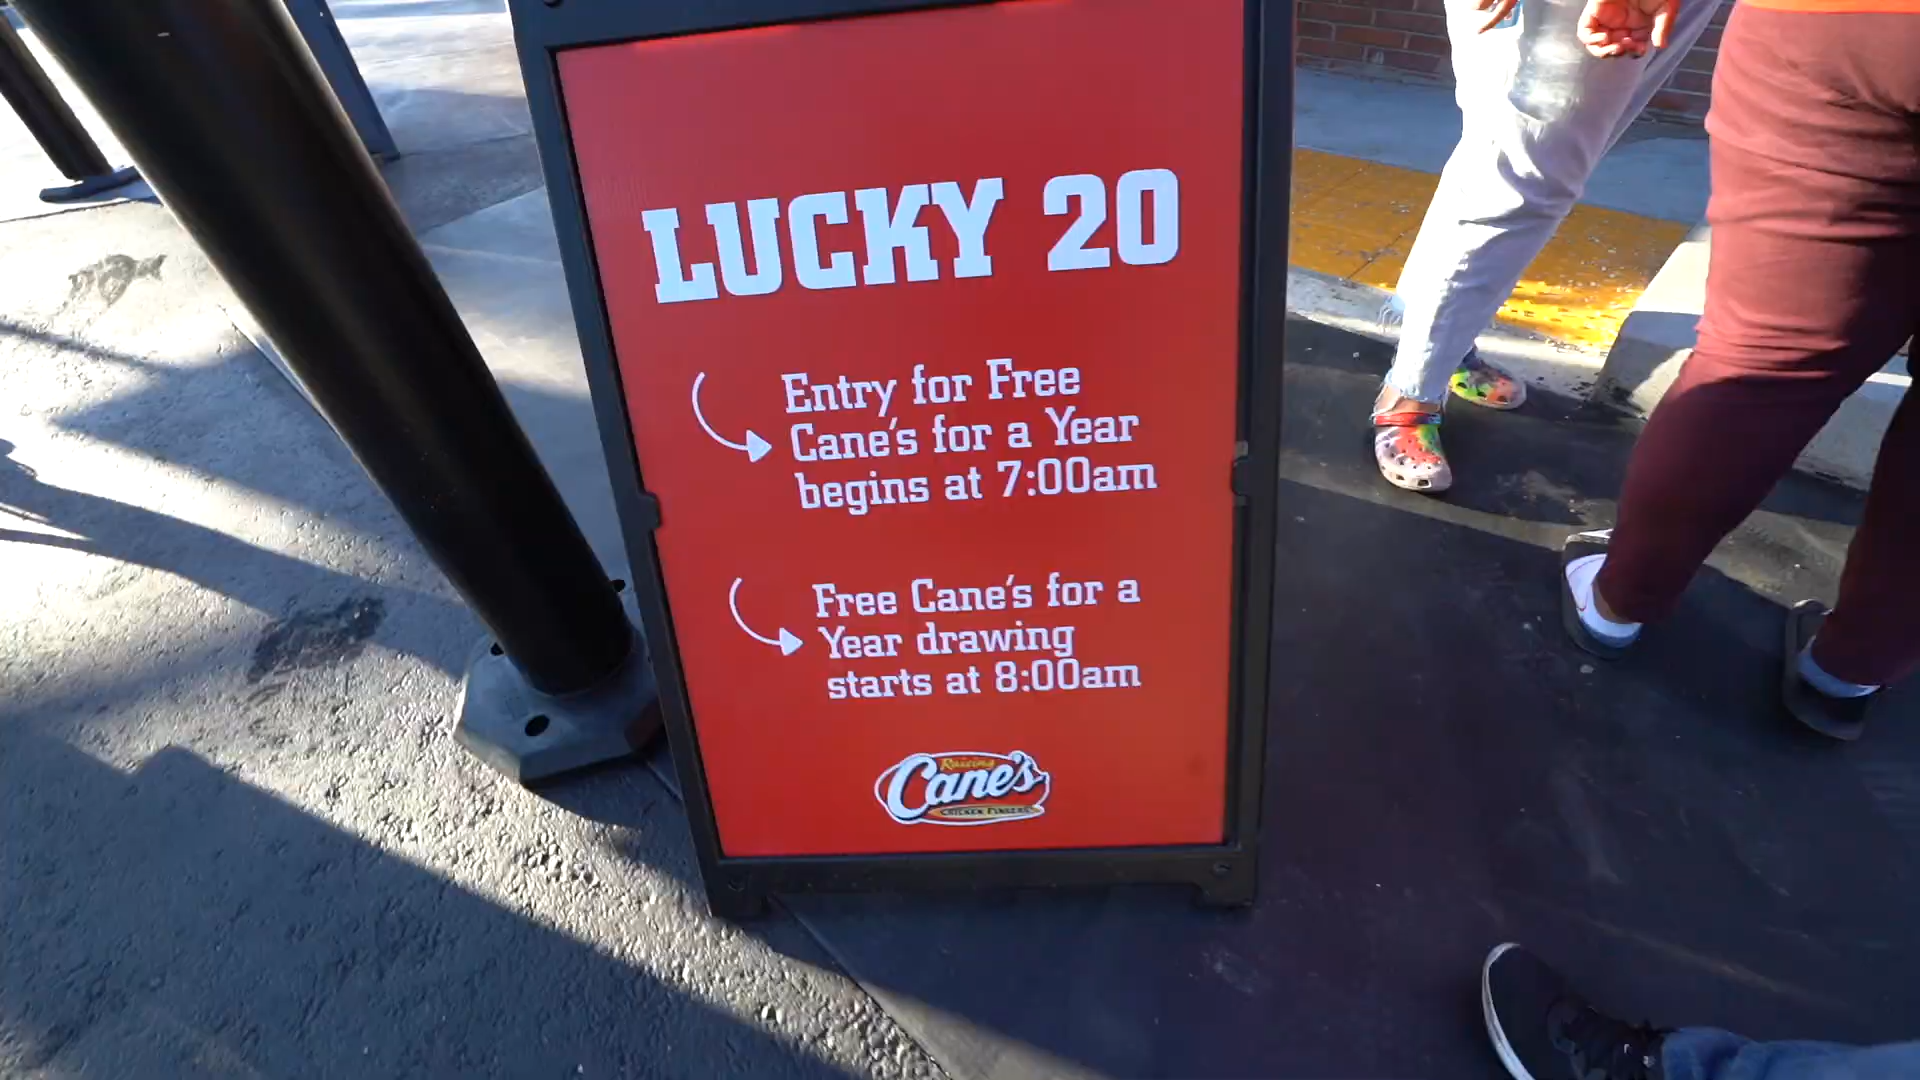 LUCKY 20
Entry for Free
Cane's for a Year
begins at 7:00am
Free Cane's for a
Year drawing
starts at 8:00am
Raising
Cane's
CHICKEN FINGERS